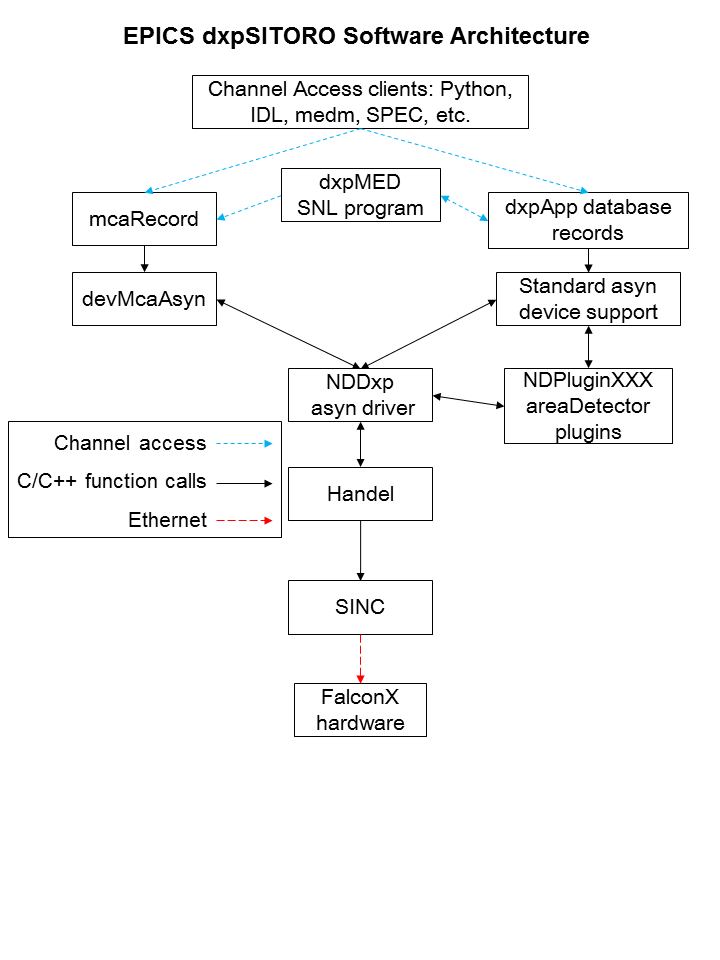 EPICS dxpSITORO Software Architecture
Channel Access clients: Python,
IDL, medm, SPEC, etc.
dxpMED
SNL program
mcaRecord
dxpApp database
records
devMcaAsyn
Standard asyn
device support
NDDxp
asyn driver
NDPluginXXX
areaDetector
plugins
Channel access
C/C++ function calls
Ethernet
Handel
SINC
FalconX
hardware